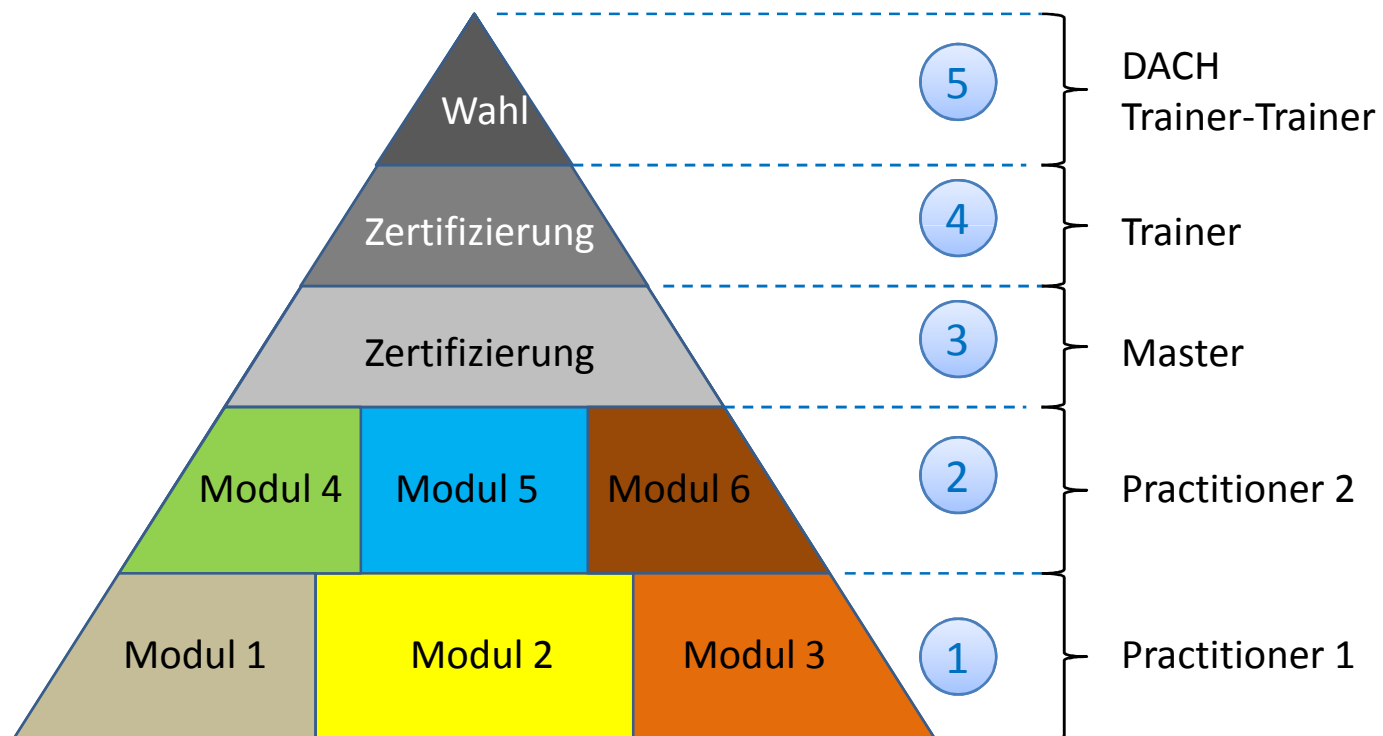 Wahl
5
DACH
Trainer-Trainer
Zertifizierung
4
Trainer
Zertifizierung
3
Master
Modul 4
Modul 5
Modul 6
2
Practitioner 2
Modul 1
Modul 2
Modul 3
1
Practitioner 1